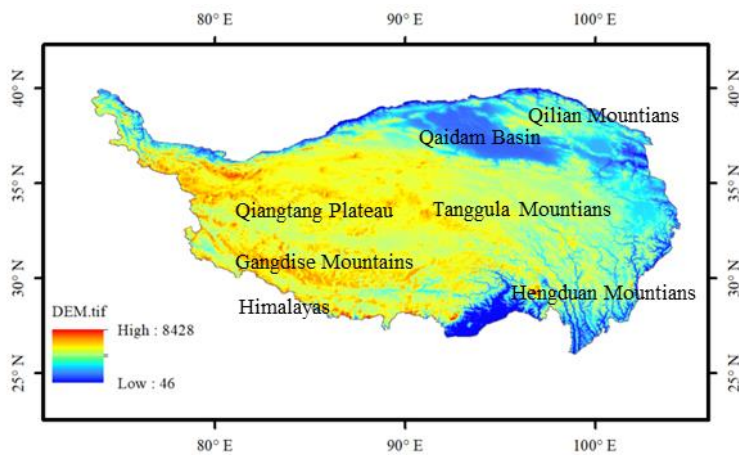 80° E 90° E 100° E
40° N 40° N
Qilian Mountians
Qaidam Basin
35° N 35° N
Qiangtang Plateau Tanggula Mountians
Gangdise Mountains
30° N 30° N
Hengduan Mountians
Himalayas
DEM.tif
High : 8428
Low : 46
25° N 25° N
80° E 90° E 100° E